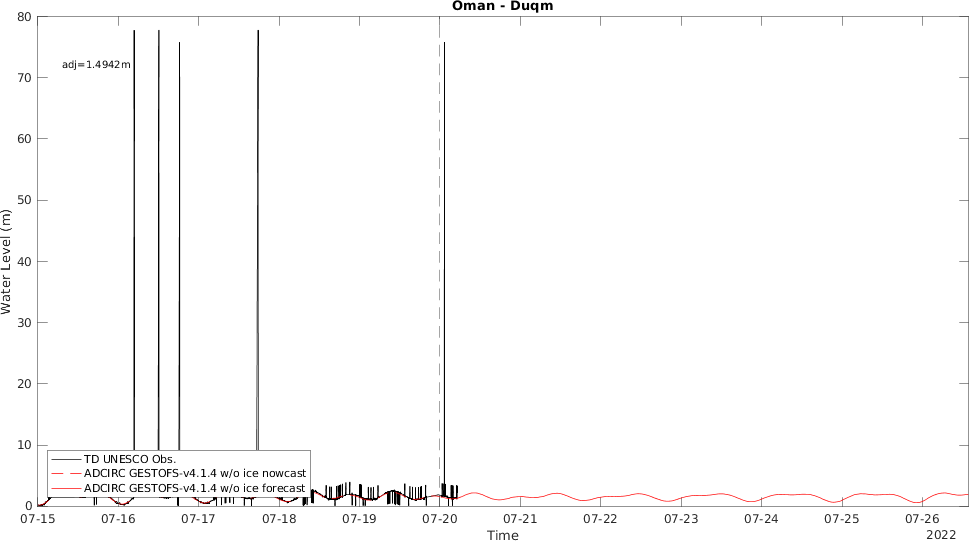 Oman - Duqm
80
70
60
50
40
30
20
10
0
Water Level (m)
adj=1.4942m
TD UNESCO Obs.
ADCIRC GESTOFS-v4.1.4 w/o ice nowcast
ADCIRC GESTOFS-v4.1.4 w/o ice forecast
07-15 07-16 07-17 07-18 07-19 07-20 07-21 07-22 07-23 07-24 07-25 07-26
Time
2022